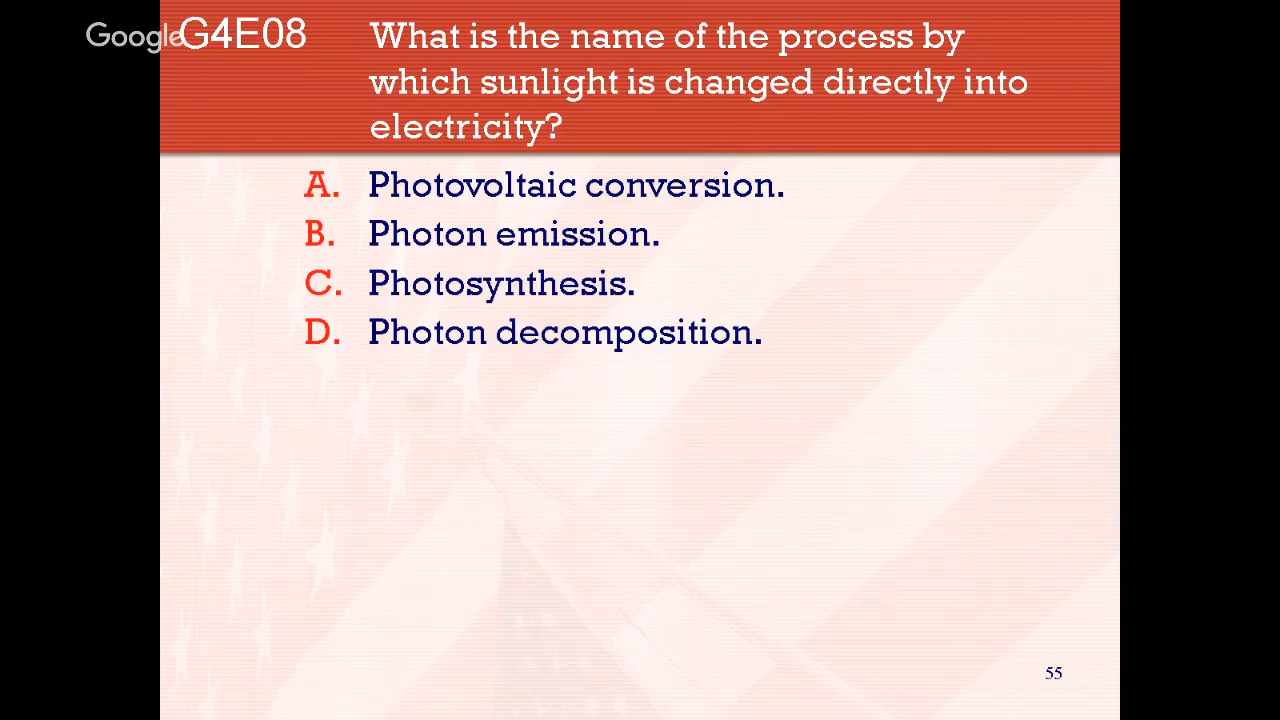 Google G4E08 What is the name of the process by
which sunlight is changed directly into
electricity?
A. Photovoltaic conversion.
B. Photon emission.
C. Photosynthesis.
D. Photon decomposition.
55